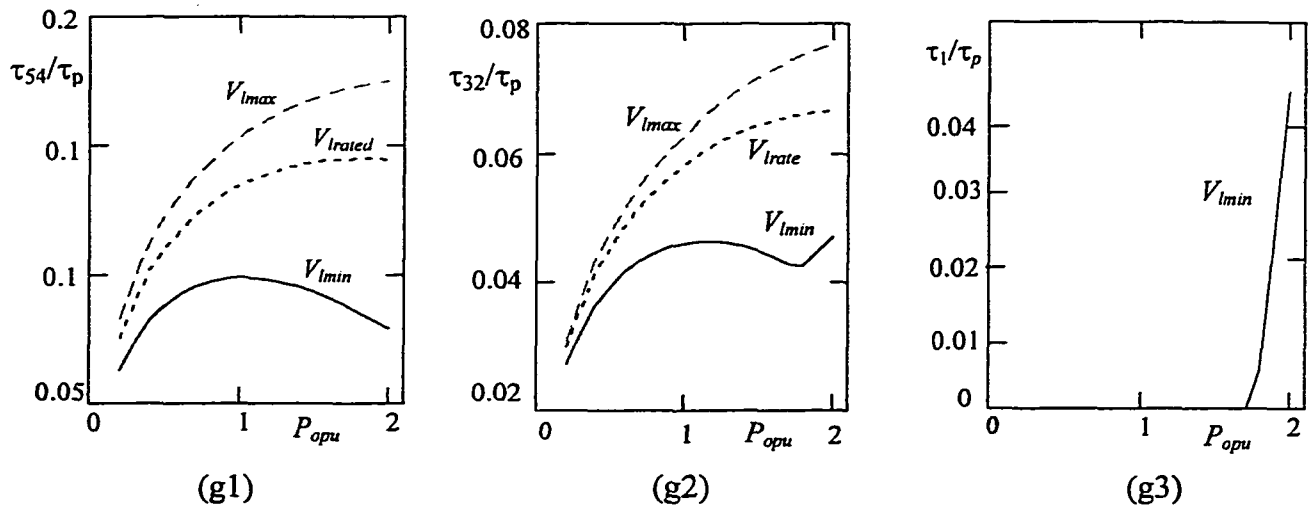 0.2
τ54/τp
Vlmax
0.1
Vlrated
0.1
Vlmin
0.05
0
1
Popu
2
(g1)
0.08
τ32/τp
Vlmax
0.06
Vlrate
0.04
Vlmin
0.02
0
1
Popu
2
(g2)
τ1/τp
0.04
0.03
Vlmin
0.02
0.01
0
0
1
Popu
2
(g3)